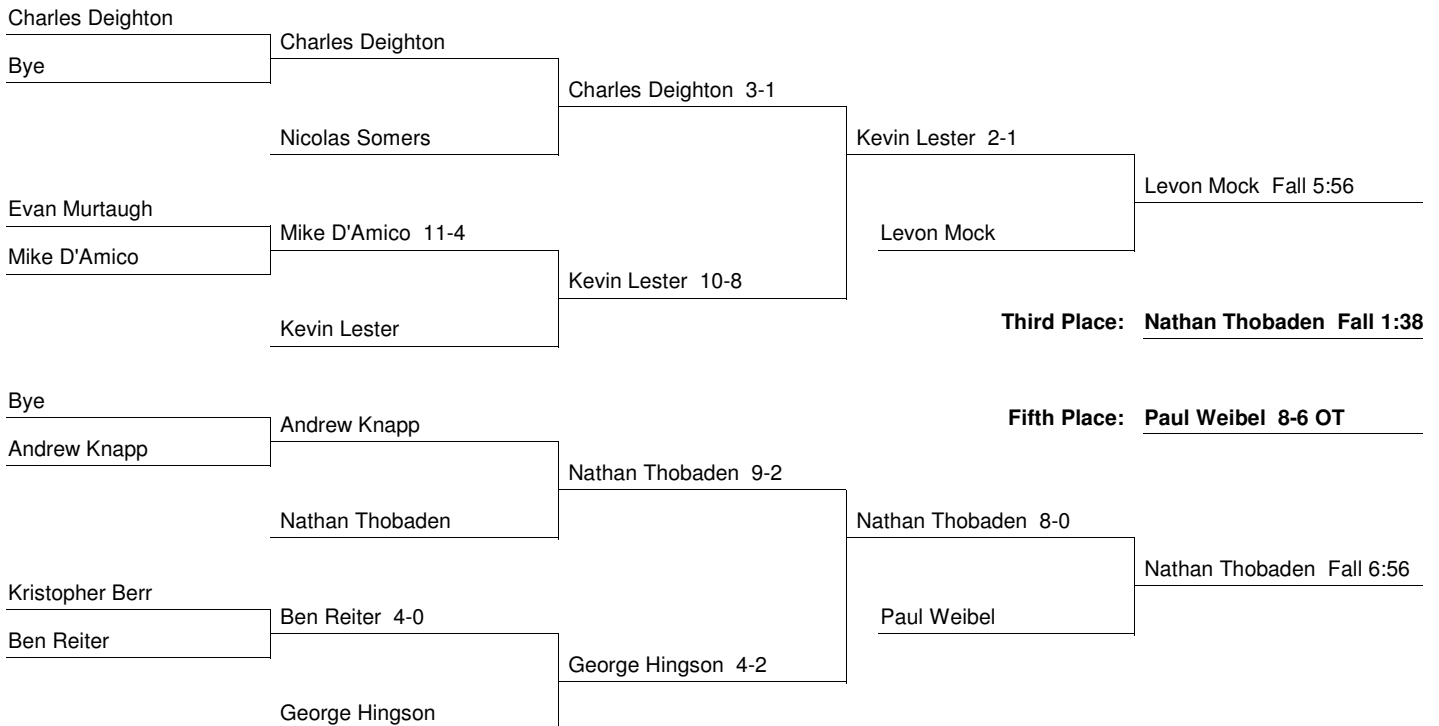 Charles Deighton
Charles Deighton
Bye
Charles Deighton 3-1
Nicolas Somers
Kevin Lester 2-1
Levon Mock Fall 5:56
Evan Murtaugh
Mike D'Amico 11-4
Levon Mock
Mike D'Amico
Kevin Lester 10-8
Kevin Lester
Third Place: Nathan Thobaden Fall 1:38
Bye
Andrew Knapp
Fifth Place: Paul Weibel 8-6 OT
Andrew Knapp
Nathan Thobaden 9-2
Nathan Thobaden
Nathan Thobaden 8-0
Nathan Thobaden Fall 6:56
Kristopher Berr
Ben Reiter 4-0
Paul Weibel
Ben Reiter
George Hingson 4-2
George Hingson